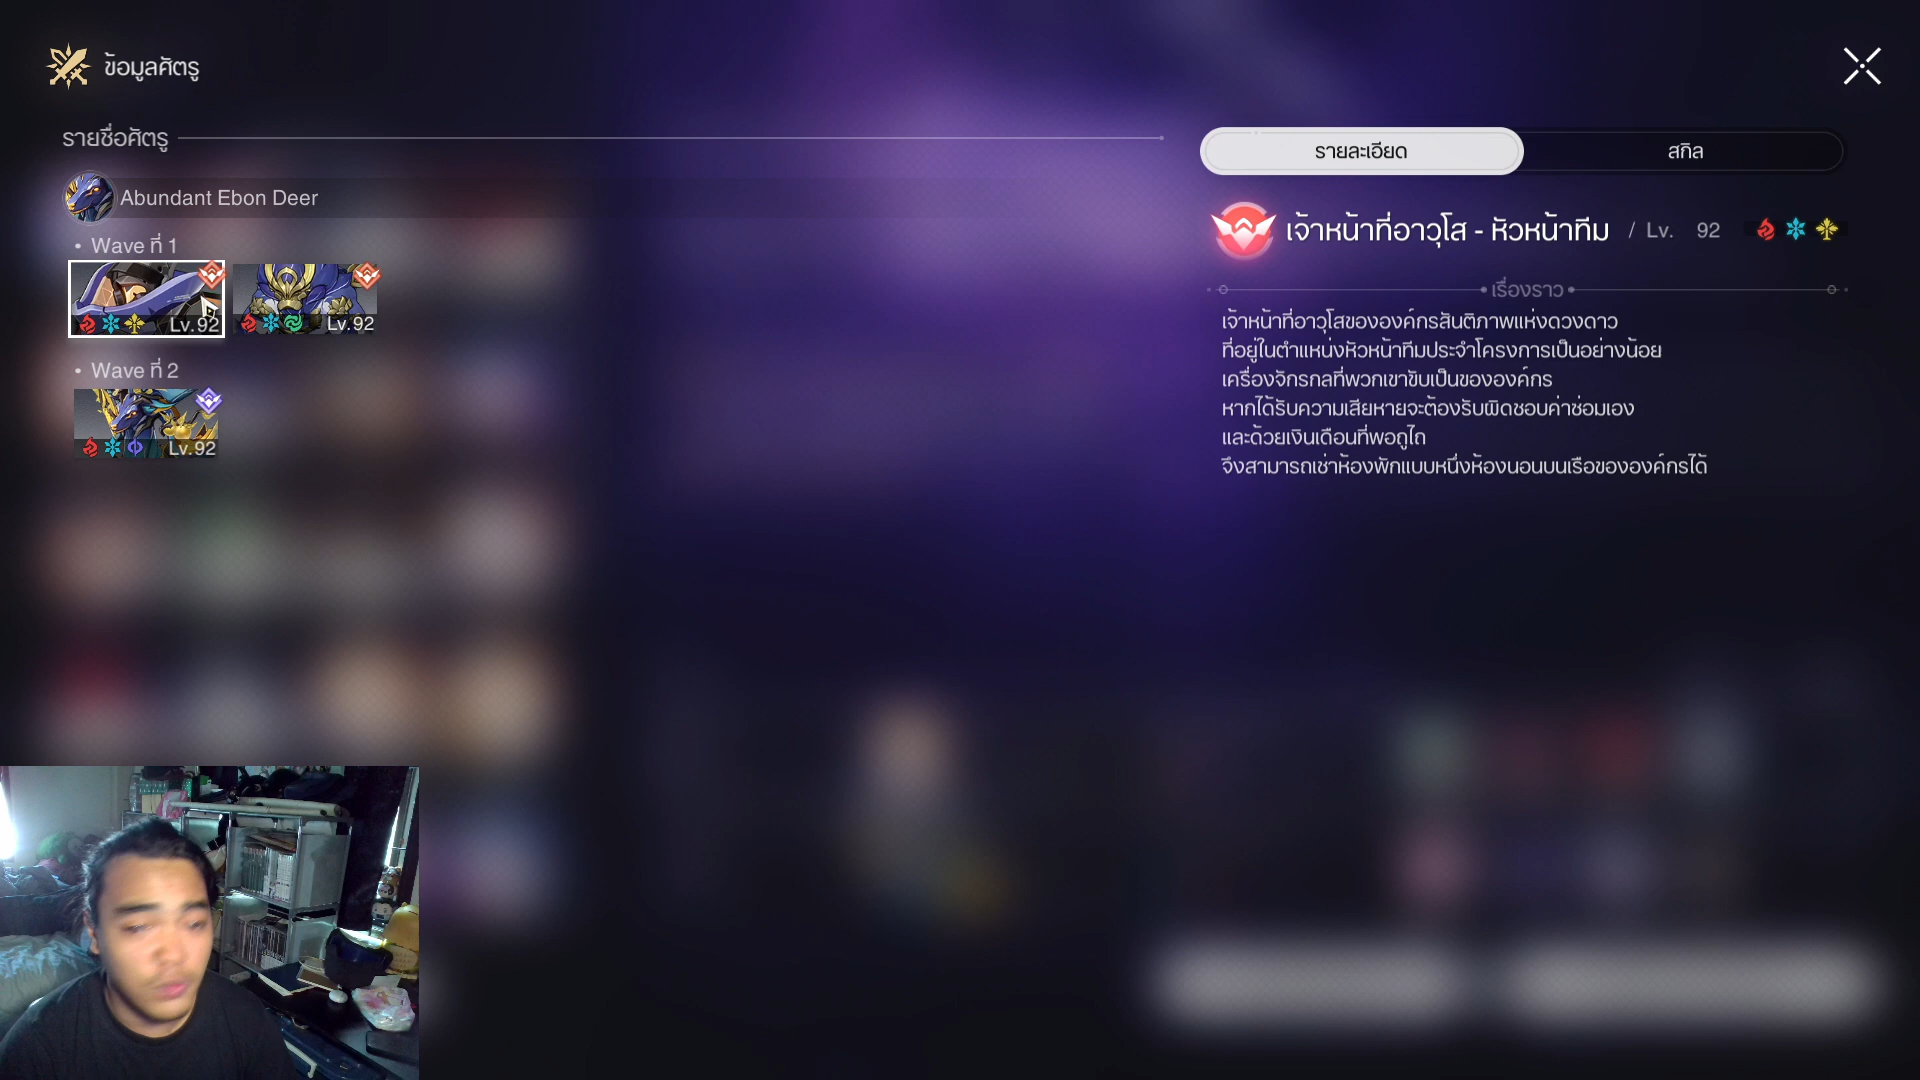 ข้อมูลศัตรู
รายชื่อศัตรู
Abundant Ebon Deer
• Wave ที่ 1
Lv.92
Lv.92
• Wave ที่ 2
Lv.92
รายละเอียด
สกิล
เจ้าหน้าที่อาวุโส - หัวหน้าทีม / Lv. 92
เรื่องราว
เจ้าหน้าที่อาวุโสขององค์กรสันติภาพแห่งดวงดาว
ที่อยู่ในตำแหน่งหัวหน้าทีมประจำโครงการเป็นอย่างน้อย
เครื่องจักรกลที่พวกเขาขับเป็นขององค์กร
หากได้รับความเสียหายจะต้องรับผิดชอบค่าซ่อมเอง
และด้วยเงินเดือนที่พอถูไถ
จึงสามารถเช่าห้องพักแบบหนึ่งห้องนอนบนเรือขององค์กรได้